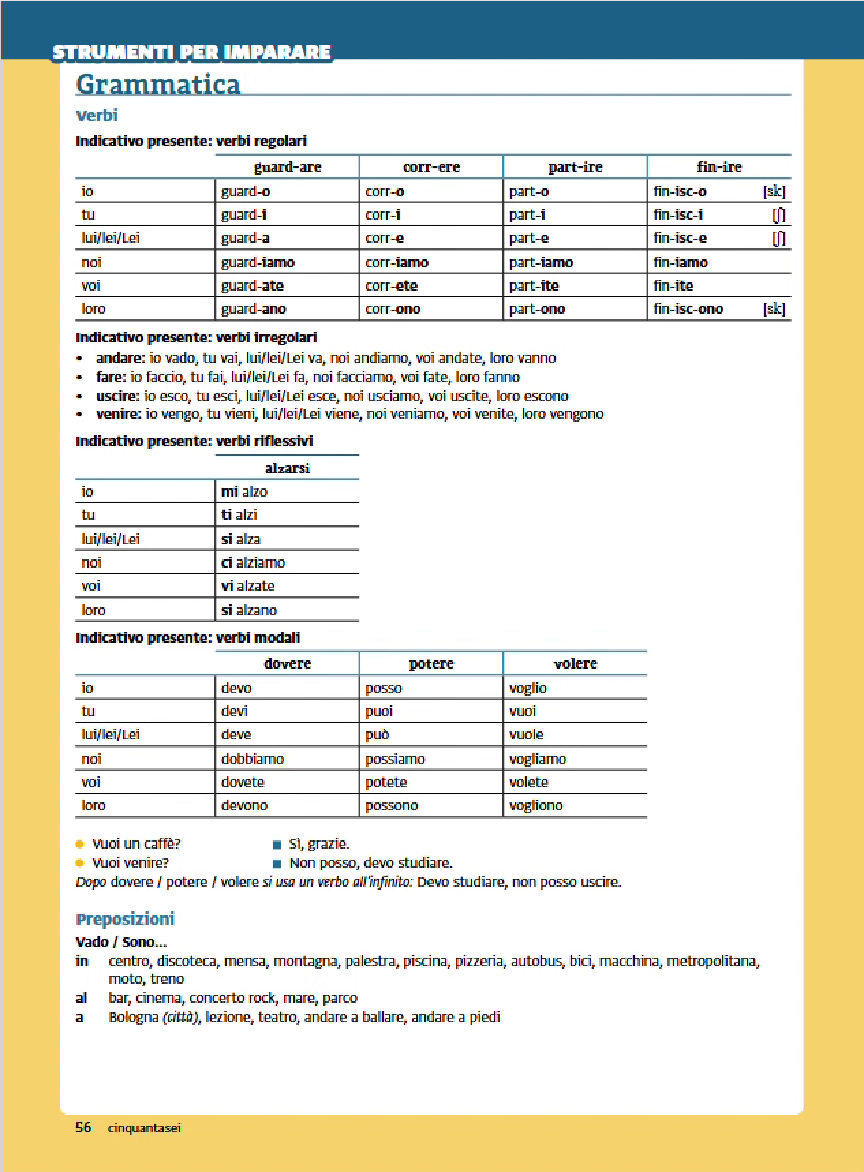 STRUMENTI PER IMPARARE
Grammatica
Verbi
Indicativo presente: verbi regolari
guard-are corr-ere part-ire fin-ire
io guard-o corr-o part-o fin-isc-o [sk]
tu guard-i corr-i part-i fin-isc-i [ʃ]
lui/lei/Lei guard-a corr-e part-e fin-isc-e [ʃ]
noi guard-iamo corr-iamo part-iamo fin-iamo
voi guard-ate corr-ete part-ite fin-ite
loro guard-ano corr-ono part-ono fin-isc-ono [sk]
Indicativo presente: verbi irregolari
• andare: io vado, tu vai, lui/lei/Lei va, noi andiamo, voi andate, loro vanno
• fare: io faccio, tu fai, lui/lei/Lei fa, noi facciamo, voi fate, loro fanno
• uscire: io esco, tu esci, lui/lei/Lei esce, noi usciamo, voi uscite, loro escono
• venire: io vengo, tu vieni, lui/lei/Lei viene, noi veniamo, voi venite, loro vengono
Indicativo presente: verbi riflessivi
alzarsi
io mi alzo
tu ti alzi
lui/lei/Lei si alza
noi ci alziamo
voi vi alzate
loro si alzano
Indicativo presente: verbi modali
dovere potere volere
io devo posso voglio
tu devi puoi vuoi
lui/lei/Lei deve può vuole
noi dobbiamo possiamo vogliamo
voi dovete potete volete
loro devono possono vogliono
● Vuoi un caffè? ■ Sì, grazie.
● Vuoi venire? ■ Non posso, devo studiare.
Dopo dovere / potere / volere si usa un verbo all'infinito: Devo studiare, non posso uscire.
Preposizioni
Vado / Sono...
in centro, discoteca, mensa, montagna, palestra, piscina, pizzeria, autobus, bici, macchina, metropolitana,
moto, treno
al bar, cinema, concerto rock, mare, parco
a Bologna (città), lezione, teatro, andare a ballare, andare a piedi
56 cinquantasei